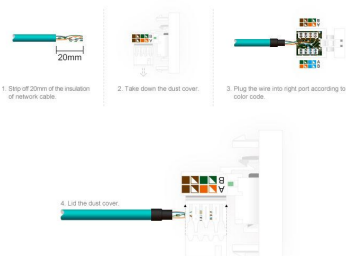 20mm
B
A
B
A
1. Strip off 20mm of the insulation
of network cable.
2. Take down the dust cover.
3. Plug the wire into right port according to
color code.
B
A
4. Lid the dust cover.